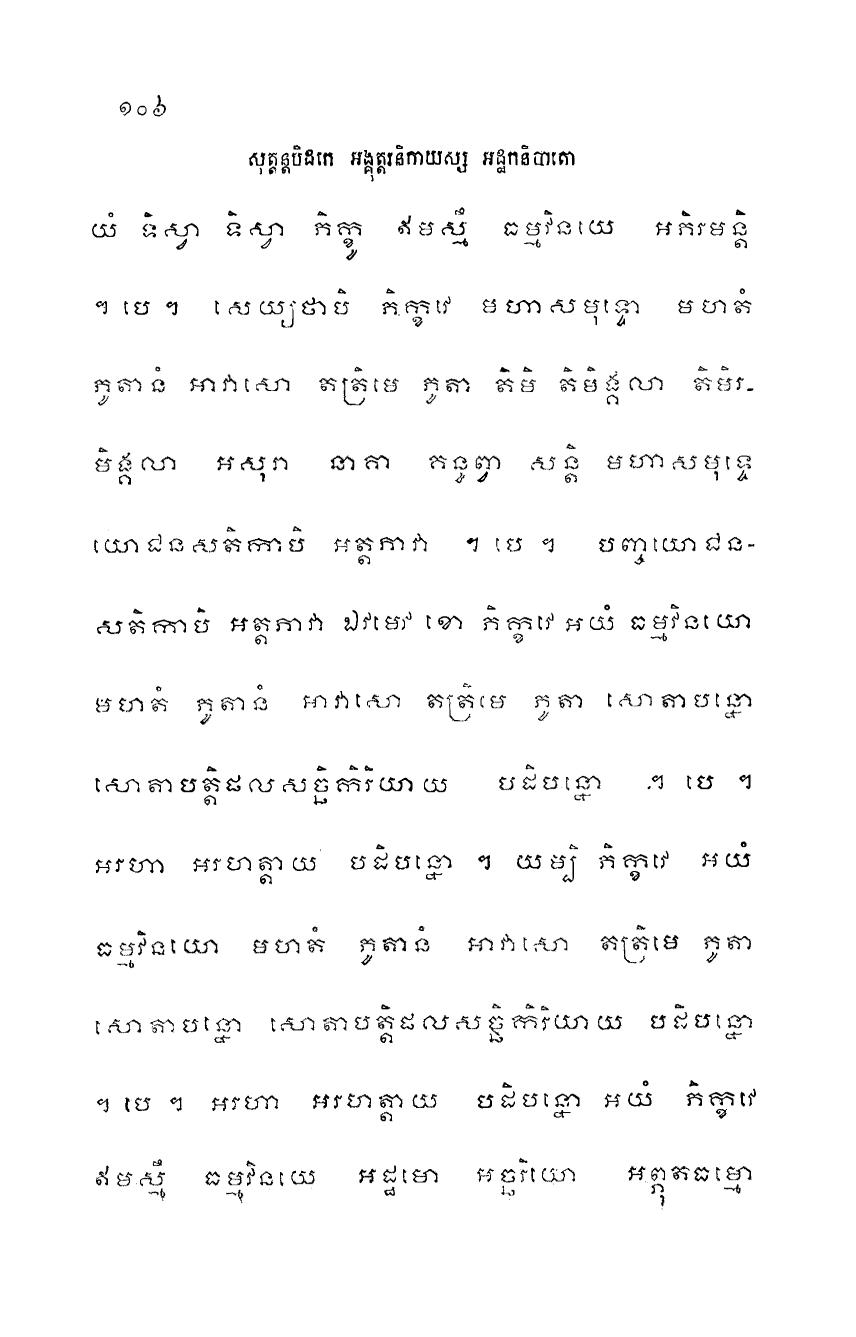 ១០៦
សុត្តន្តបិដកេ អង្គុត្តរនិកាយស្ស អដ្ឋកនិបាតោ
យំ ទិស្វា ទិស្វា ភិក្ខូ ឥមស្មឹ ធម្មវិនយេ អភិរមន្តិ
។ បេ ។ សេយ្យថាបិ ភិក្ខវេ មហាសមុទ្ទោ មហតំ
ភូតានំ អាវាសោ តត្រិមេ ភូតា តិមិ តិមិង្គលា តិមិរ-
មិង្គលា អសុរា នាគា គន្ធព្វា សន្តិ មហាសមុទ្ទេ
យោជនសតិកាបិ អត្តភាវា ។ បេ ។ បញ្ចយោជន-
សតិកាបិ អត្តភាវា ឯវមេវ ខោ ភិក្ខវេ អយំ ធម្មវិនយោ
មហតំ ភូតានំ អាវាសោ តត្រិមេ ភូតា សោតាបន្នោ
សោតាបត្តិផលសច្ឆិកិរិយាយ បដិបន្នោ ។ បេ ។
អរហា អរហត្តាយ បដិបន្នោ ។ យម្បិ ភិក្ខវេ អយំ
ធម្មវិនយោ មហតំ ភូតានំ អាវាសោ តត្រិមេ ភូតា
សោតាបន្នោ សោតាបត្តិផលសច្ឆិកិរិយាយ បដិបន្នោ
។ បេ ។ អរហា អរហត្តាយ បដិបន្នោ អយំ ភិក្ខវេ
ឥមស្មឹ ធម្មវិនយេ អដ្ឋមោ អច្ឆរិយោ អព្ភុតធម្មោ